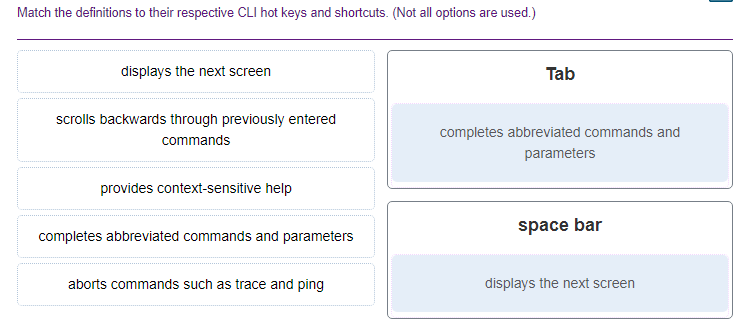 Match the definitions to their respective CLI hot keys and shortcuts. (Not all options are used.)
displays the next screen
scrolls backwards through previously entered
commands
provides context-sensitive help
completes abbreviated commands and parameters
aborts commands such as trace and ping
Tab
completes abbreviated commands and
parameters
space bar
displays the next screen